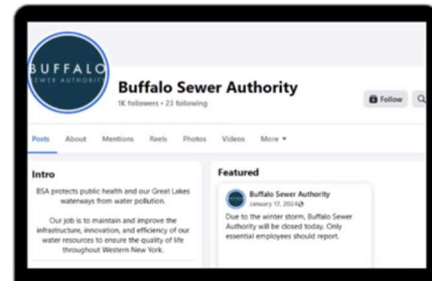 BUFFALO
SEWER AUTHORITY
Buffalo Sewer Authority
1K followers • 23 following
Follow
Posts About Mentions Reels Photos Videos More
Intro
BSA protects public health and our Great Lakes
waterways from water pollution.
Our job is to maintain and improve the
infrastructure, innovation, and efficiency of our
water resources to ensure the quality of life
throughout Western New York.
Featured
Buffalo Sewer Authority
January 17, 2024
Due to the winter storm, Buffalo Sewer
Authority will be closed today. Only
essential employees should report.